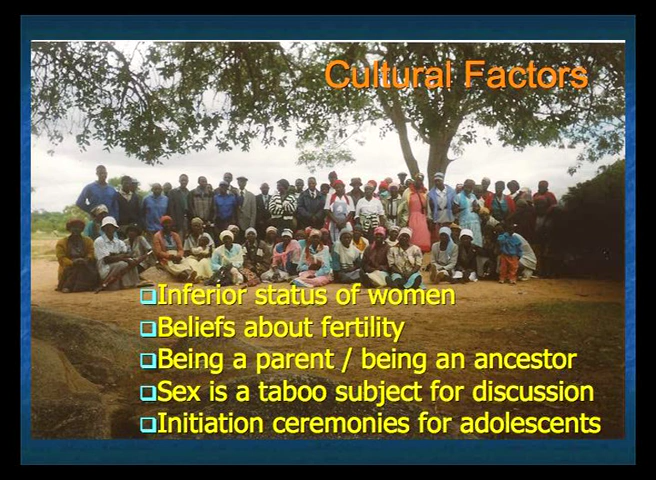 Cultural Factors
Inferior status of women
Beliefs about fertility
Being a parent / being an ancestor
Sex is a taboo subject for discussion
Initiation ceremonies for adolescents